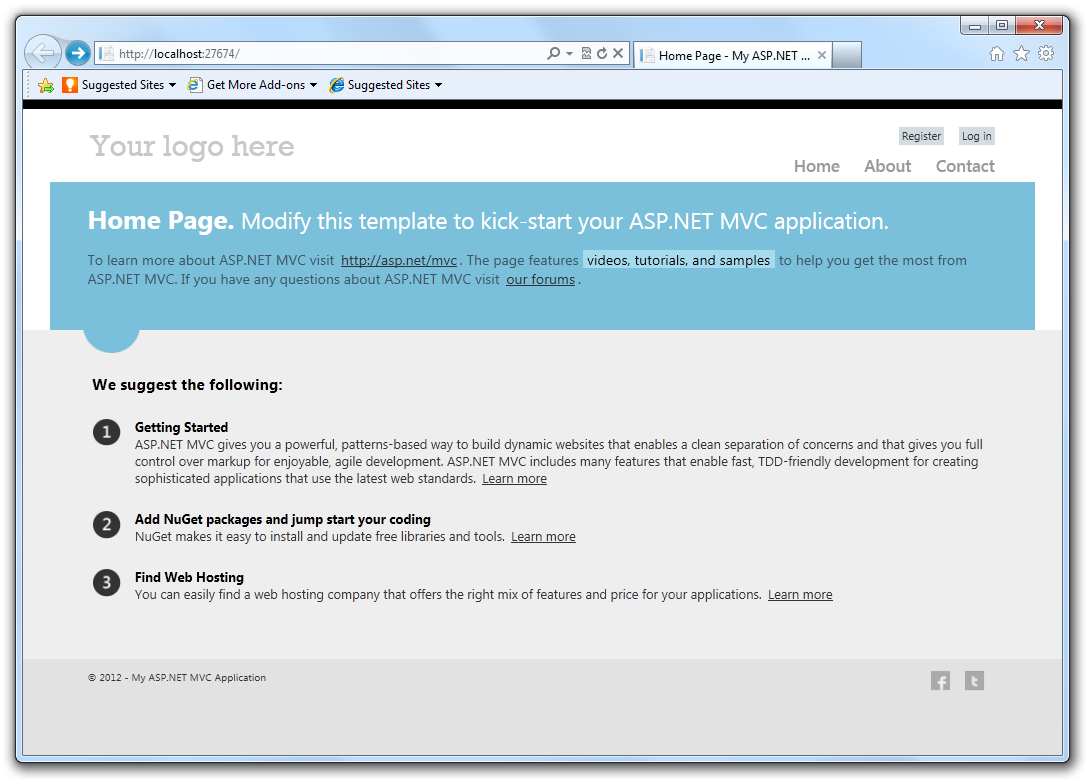 http://localhost:27674/
Home Page - My ASP.NET ...
Suggested Sites
Get More Add-ons
Suggested Sites
Your logo here
Register
Log in
Home
About
Contact
Home Page. Modify this template to kick-start your ASP.NET MVC application.
To learn more about ASP.NET MVC visit http://asp.net/mvc. The page features videos, tutorials, and samples to help you get the most from
ASP.NET MVC. If you have any questions about ASP.NET MVC visit our forums.
We suggest the following:
1
Getting Started
ASP.NET MVC gives you a powerful, patterns-based way to build dynamic websites that enables a clean separation of concerns and that gives you full
control over markup for enjoyable, agile development. ASP.NET MVC includes many features that enable fast, TDD-friendly development for creating
sophisticated applications that use the latest web standards. Learn more
2
Add NuGet packages and jump start your coding
NuGet makes it easy to install and update free libraries and tools. Learn more
3
Find Web Hosting
You can easily find a web hosting company that offers the right mix of features and price for your applications. Learn more
© 2012 - My ASP.NET MVC Application